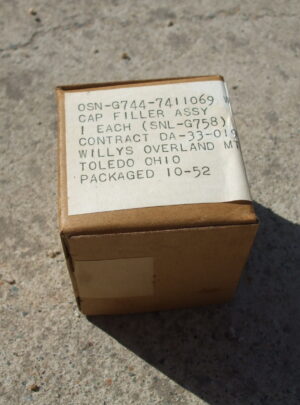 OSN-G744-7411069 W
CAP FILLER ASSY
1 EACH (SNL-G758)
CONTRACT DA-33-019
WILLYS OVERLAND MT
TOLEDO OHIO
PACKAGED 10-52